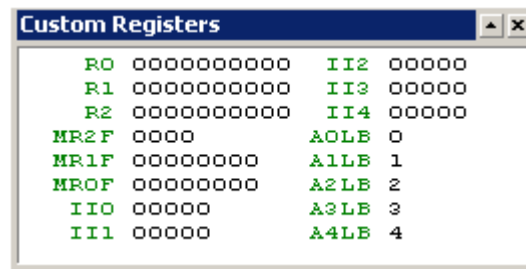 Custom Registers
R0 0000000000 II2 00000
R1 0000000000 II3 00000
R2 0000000000 II4 00000
MR2F 0000 A0LB 0
MR1F 00000000 A1LB 1
MR0F 00000000 A2LB 2
II0 00000 A3LB 3
II1 00000 A4LB 4